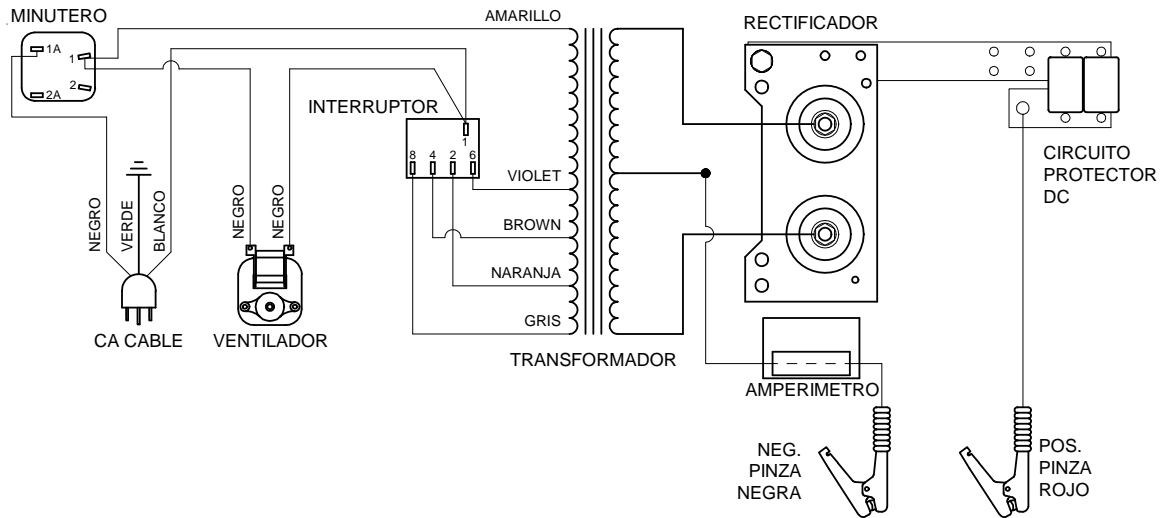 MINUTERO
1A
1
2
2A
NEGRO
VERDE
BLANCO
CA CABLE
NEGRO
NEGRO
VENTILADOR
INTERRUPTOR
1
8 4 2 6
AMARILLO
VIOLET
BROWN
NARANJA
GRIS
TRANSFORMADOR
RECTIFICADOR
CIRCUITO
PROTECTOR
DC
AMPERIMETRO
NEG.
PINZA
NEGRA
POS.
PINZA
ROJO